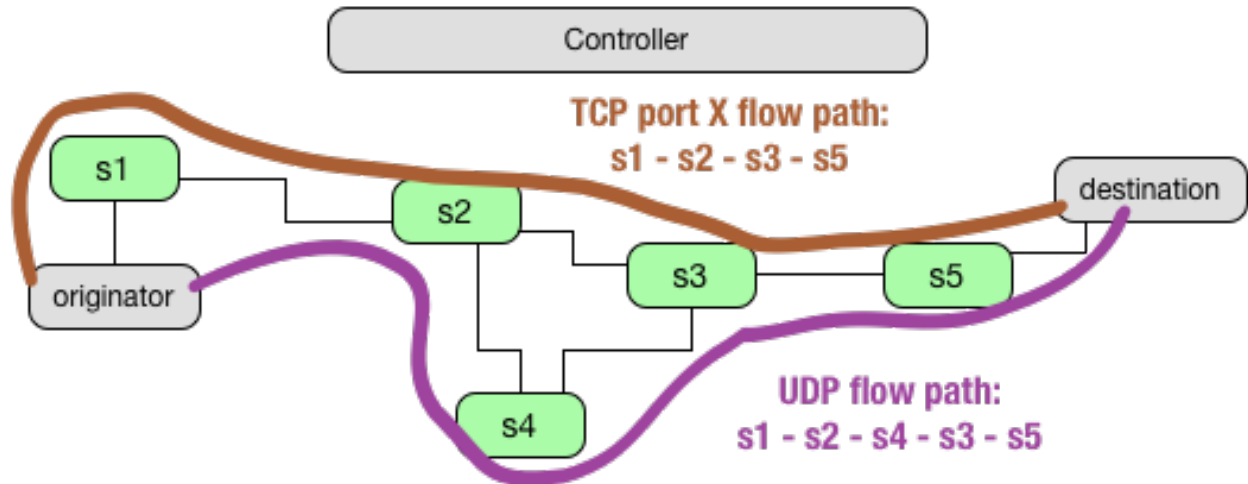 Controller
TCP port X flow path:
s1 - s2 - s3 - s5
s1
destination
s2
s3
s5
originator
UDP flow path:
s1 - s2 - s4 - s3 - s5
s4